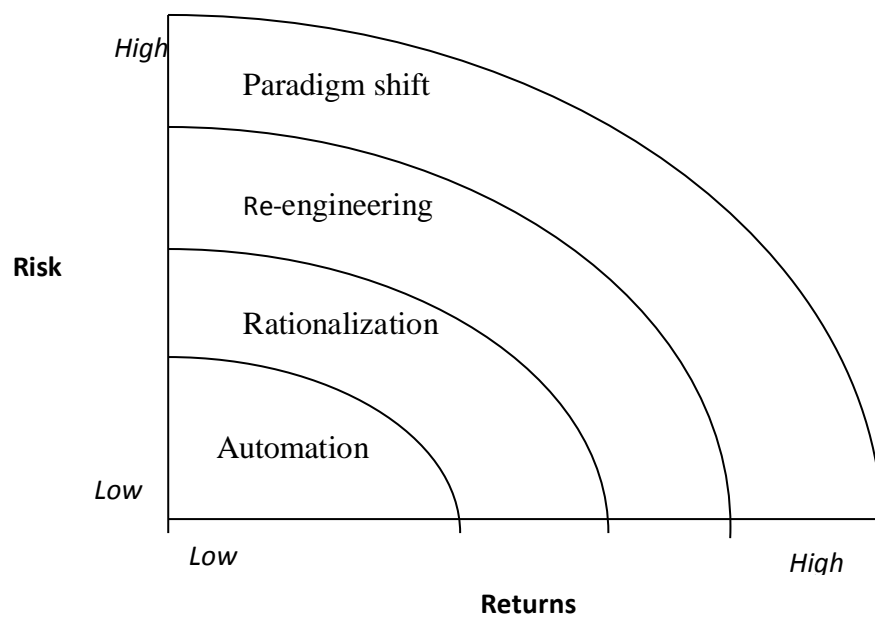 High
Paradigm shift
Re-engineering
Risk
Rationalization
Automation
Low
Low
High
Returns